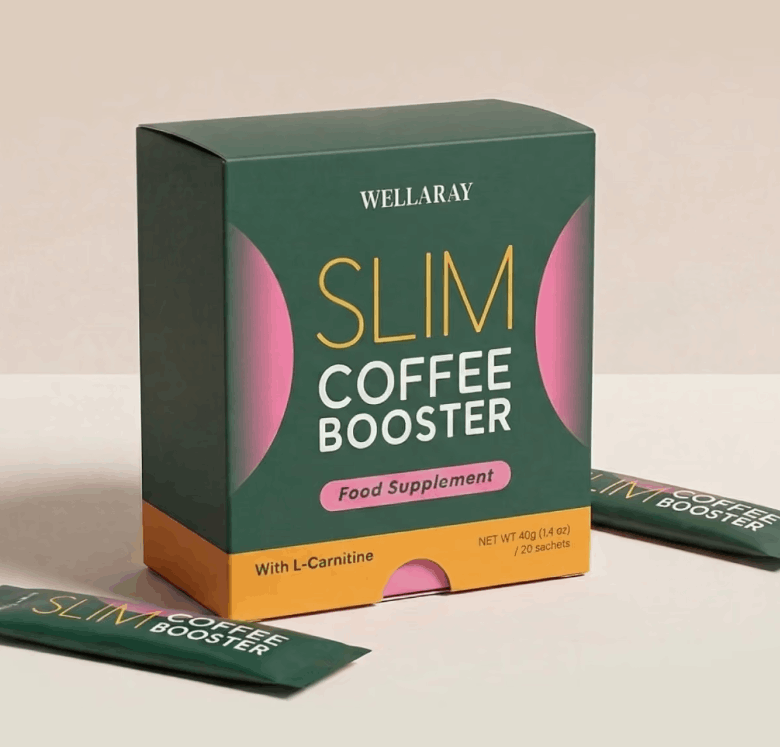 WELLARAY
SLIM
COFFEE
BOOSTER
Food Supplement
With L-Carnitine
NET WT 40g (1,4 oz)
/ 20 sachets
SLIM COFFEE
BOOSTER
SLIM COFFEE
BOOSTER